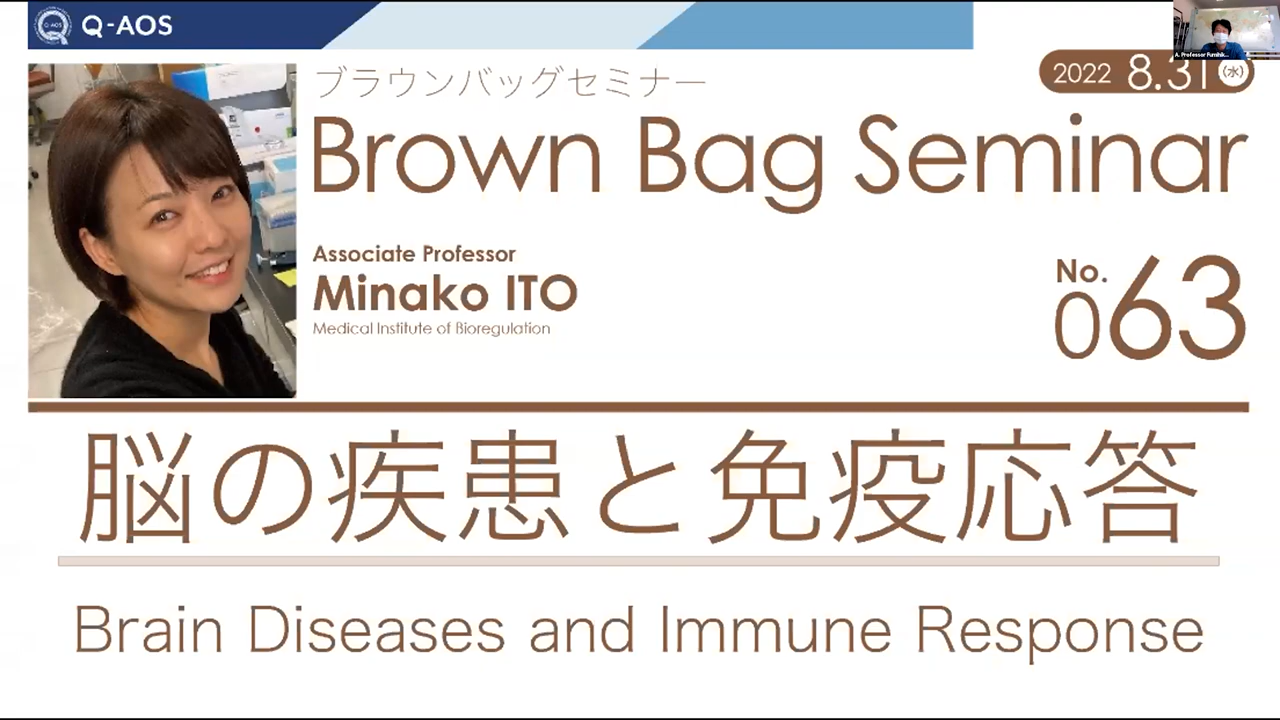 Q-AOS
ブラウンバッグセミナー
2022 8.31(水)
Brown Bag Seminar
Associate Professor
Minako ITO
Medical Institute of Bioregulation
No.
063
脳の疾患と免疫応答
Brain Diseases and Immune Response